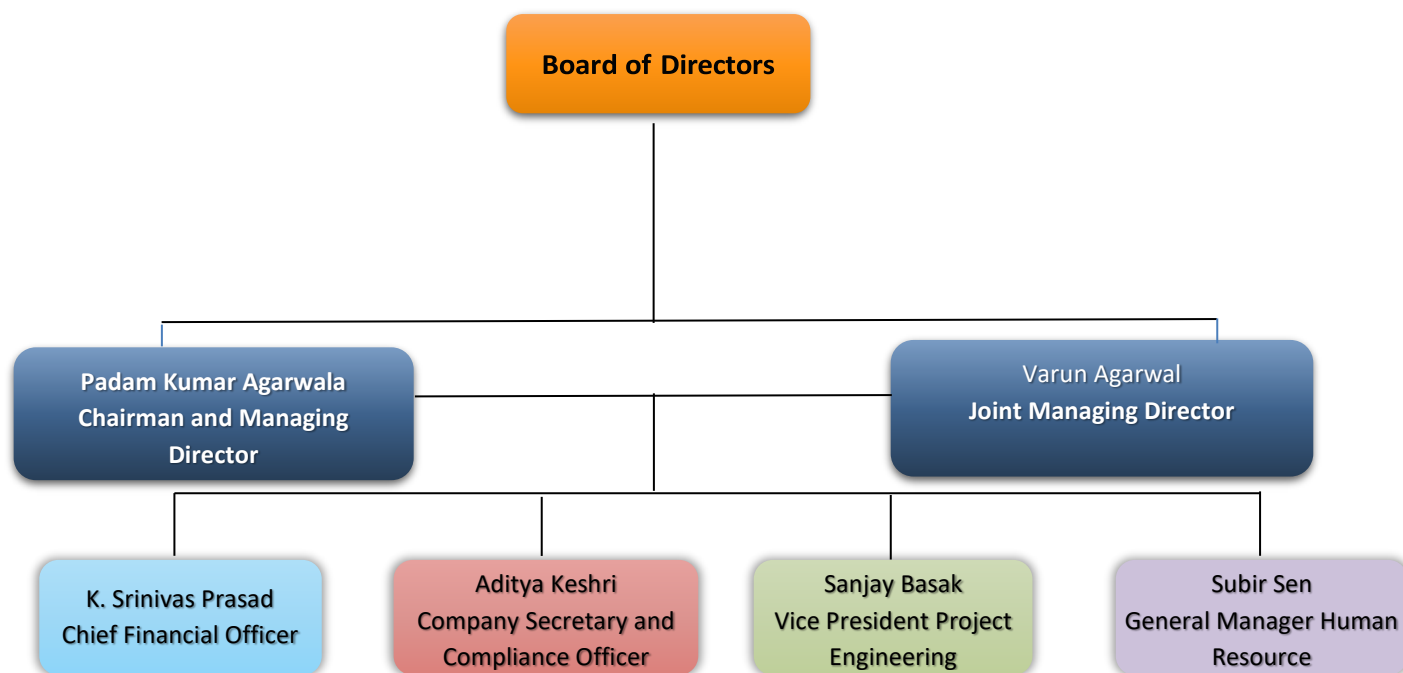 Board of Directors
Padam Kumar Agarwala
Chairman and Managing
Director
Varun Agarwal
Joint Managing Director
K. Srinivas Prasad
Chief Financial Officer
Aditya Keshri
Company Secretary and
Compliance Officer
Sanjay Basak
Vice President Project
Engineering
Subir Sen
General Manager Human
Resource